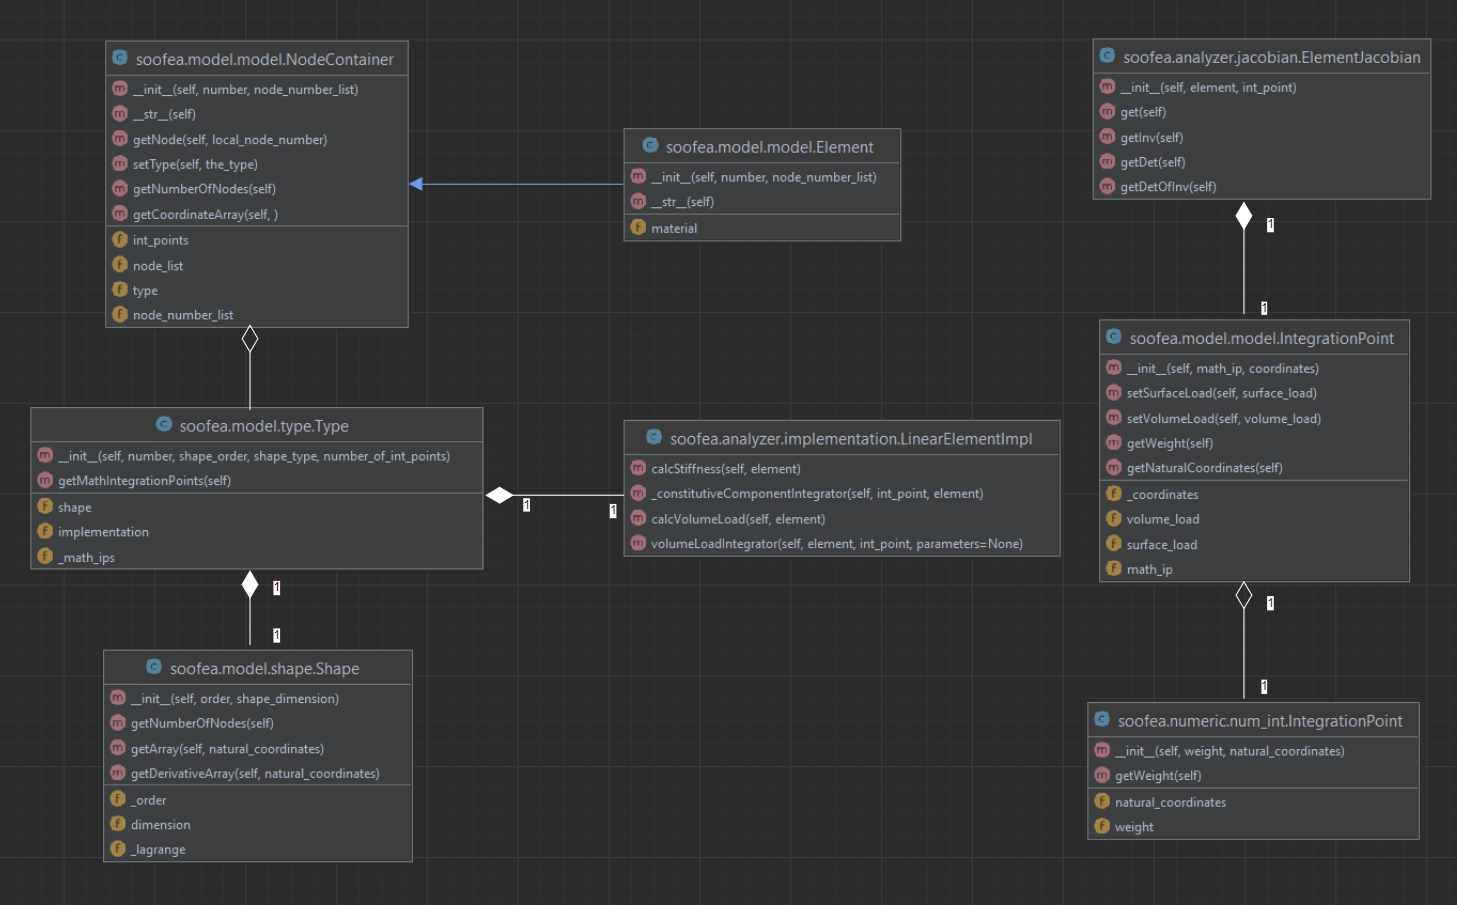 soofea.model.model.NodeContainer
__init__(self, number, node_number_list)
__str__(self)
getNode(self, local_node_number)
setType(self, the_type)
getNumberOfNodes(self)
getCoordinateArray(self, )
int_points
node_list
type
node_number_list
soofea.model.model.Element
__init__(self, number, node_number_list)
__str__(self)
material
soofea.analyzer.jacobian.ElementJacobian
__init__(self, element, int_point)
get(self)
getInv(self)
getDet(self)
getDetOfInv(self)
1
1
soofea.model.type.Type
__init__(self, number, shape_order, shape_type, number_of_int_points)
getMathIntegrationPoints(self)
shape
implementation
_math_ips
1
1
soofea.analyzer.implementation.LinearElementImpl
calcStiffness(self, element)
_constitutiveComponentIntegrator(self, int_point, element)
calcVolumeLoad(self, element)
volumeLoadIntegrator(self, element, int_point, parameters=None)
soofea.model.model.IntegrationPoint
__init__(self, math_ip, coordinates)
setSurfaceLoad(self, surface_load)
setVolumeLoad(self, volume_load)
getWeight(self)
getNaturalCoordinates(self)
_coordinates
volume_load
surface_load
math_ip
1
1
1
1
soofea.model.shape.Shape
__init__(self, order, shape_dimension)
getNumberOfNodes(self)
getArray(self, natural_coordinates)
getDerivativeArray(self, natural_coordinates)
_order
dimension
_lagrange
soofea.numeric.num_int.IntegrationPoint
__init__(self, weight, natural_coordinates)
getWeight(self)
natural_coordinates
weight